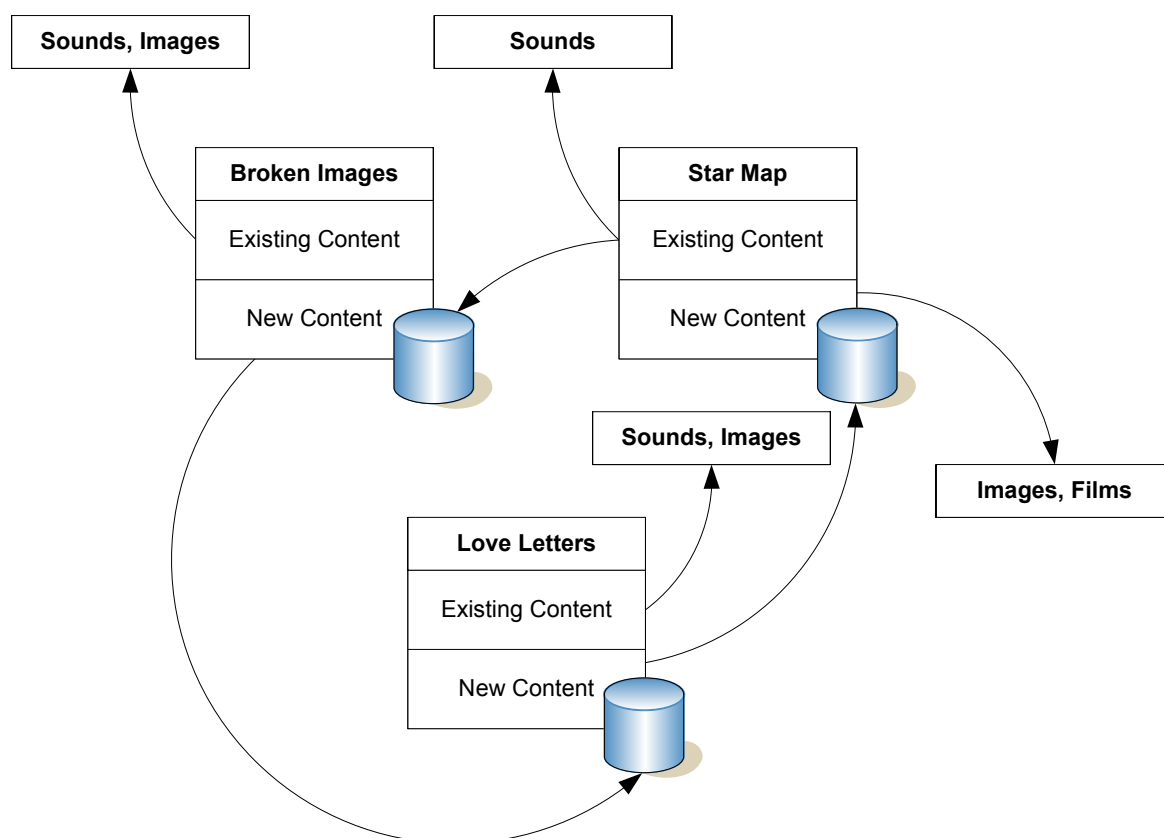 Sounds, Images
Sounds
Broken Images
Existing Content
New Content
Star Map
Existing Content
New Content
Sounds, Images
Images, Films
Love Letters
Existing Content
New Content